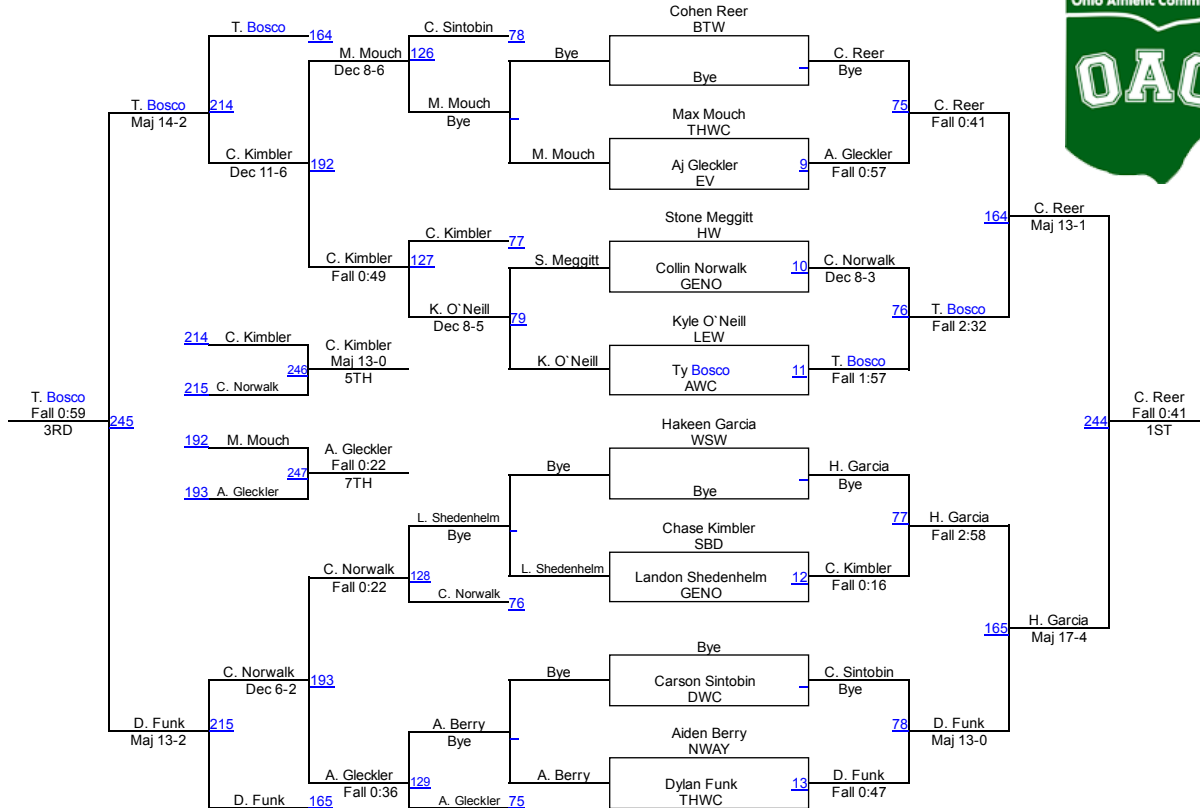 Ohio Athletic Comm
OAC
Cohen Reer
BTW
Bye
Max Mouch
THWC
Aj Gleckler
EV
9
Stone Meggitt
HW
Collin Norwalk
GENO
10
Kyle O`Neill
LEW
Ty Bosco
AWC
11
Hakeen Garcia
WSW
Bye
Chase Kimbler
SBD
Landon Shedenhelm
GENO
12
Bye
Carson Sintobin
DWC
Aiden Berry
NWAY
Dylan Funk
THWC
13
C. Reer
Bye
75
A. Gleckler
Fall 0:57
C. Norwalk
Dec 8-3
76
T. Bosco
Fall 1:57
H. Garcia
Bye
77
C. Kimbler
Fall 0:16
C. Sintobin
Bye
78
D. Funk
Fall 0:47
C. Reer
Fall 0:41
164
T. Bosco
Fall 2:32
H. Garcia
Fall 2:58
165
D. Funk
Maj 13-0
C. Reer
Maj 13-1
244
H. Garcia
Maj 17-4
C. Reer
Fall 0:41
1ST
Bye
M. Mouch
S. Meggitt
79
K. O`Neill
Bye
L. Shedenhelm
Bye
A. Berry
C. Sintobin
78
126
M. Mouch
Bye
C. Kimbler
77
127
K. O`Neill
Dec 8-5
L. Shedenhelm
Bye
128
C. Norwalk
76
A. Berry
Bye
129
A. Gleckler
75
M. Mouch
Dec 8-6
192
C. Kimbler
Fall 0:49
C. Norwalk
Fall 0:22
193
A. Gleckler
Fall 0:36
T. Bosco
164
214
C. Kimbler
Dec 11-6
C. Norwalk
Dec 6-2
215
D. Funk
165
T. Bosco
Maj 14-2
245
D. Funk
Maj 13-2
T. Bosco
Fall 0:59
3RD
214
C. Kimbler
246
215
C. Norwalk
C. Kimbler
Maj 13-0
5TH
192
M. Mouch
247
193
A. Gleckler
A. Gleckler
Fall 0:22
7TH